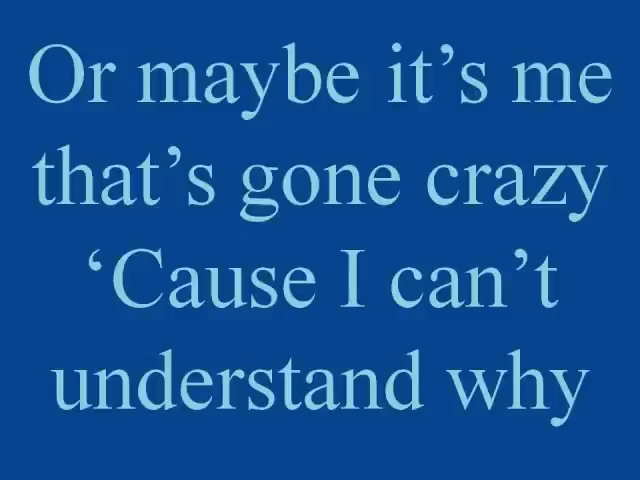 Or maybe it’s me
that’s gone crazy
‘Cause I can’t
understand why